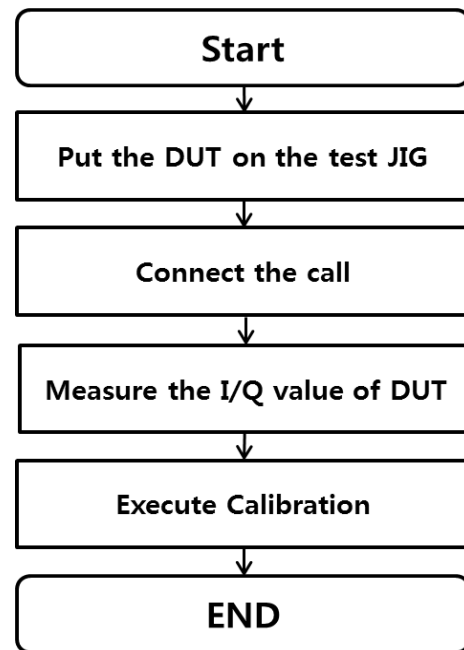 Start
Put the DUT on the test JIG
Connect the call
Measure the I/Q value of DUT
Execute Calibration
END